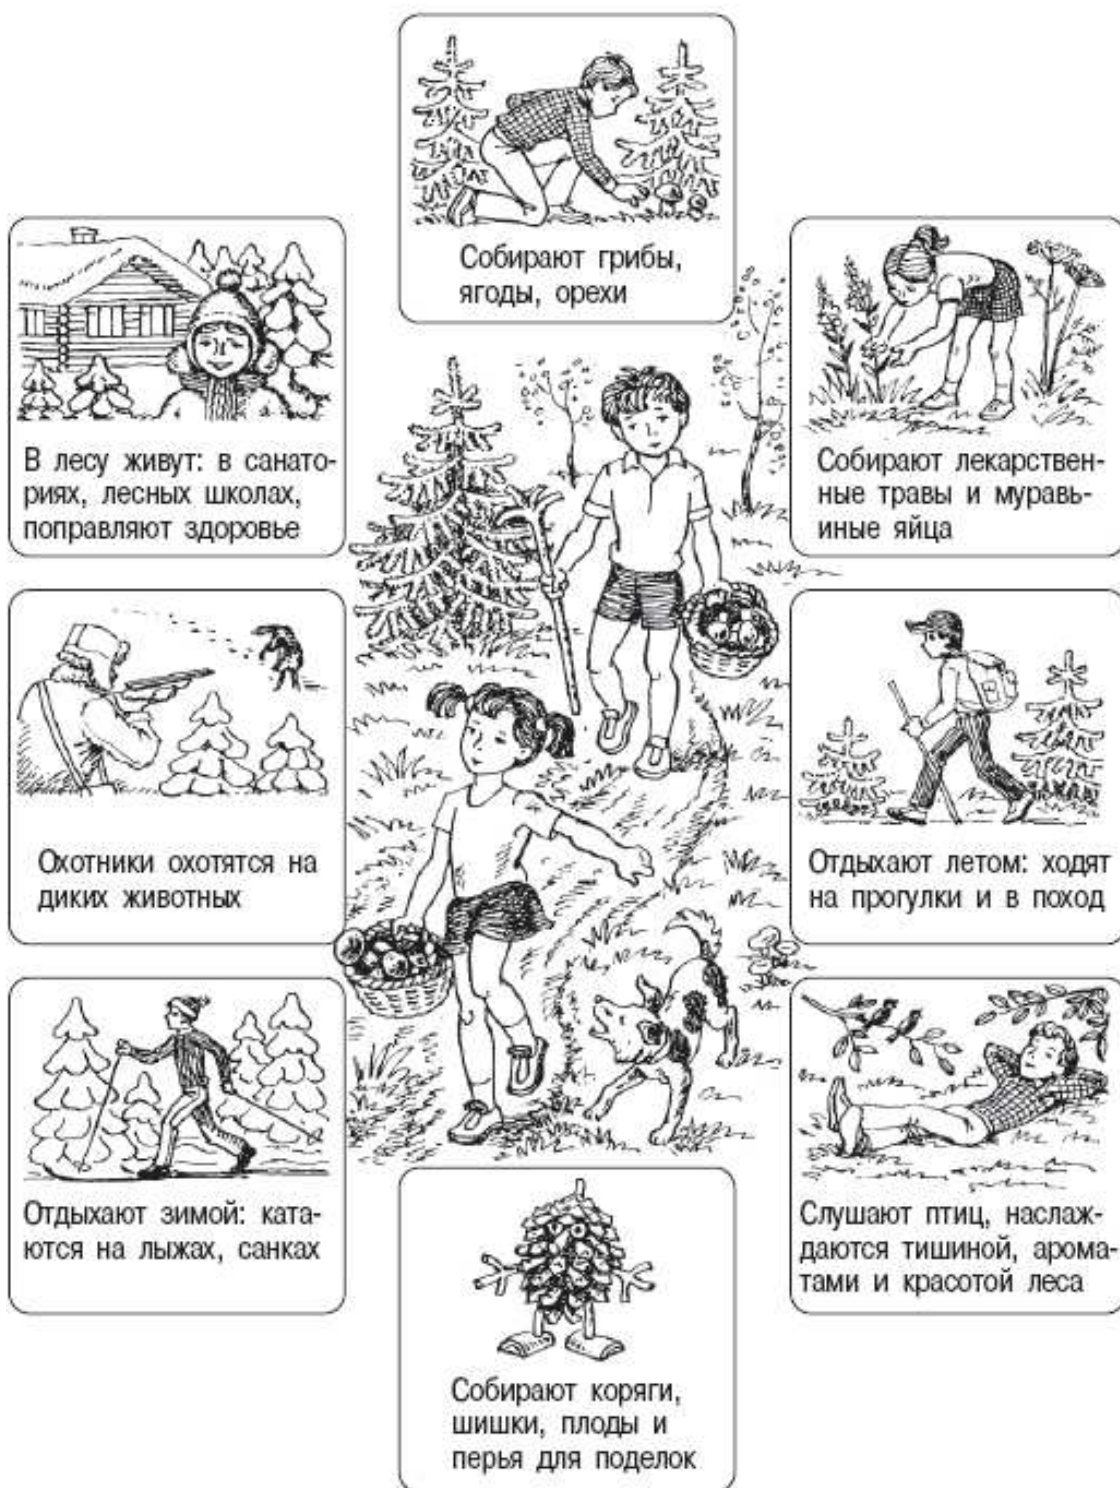 Собирают грибы,
ягоды, орехи
В лесу живут: в санато-
риях, лесных школах,
поправляют здоровье
Собирают лекарствен-
ные травы и муравь-
иные яйца
Охотники охотятся на
диких животных
Отдыхают летом: ходят
на прогулки и в поход
Отдыхают зимой: ката-
ются на лыжах, санках
Слушают птиц, наслаж-
даются тишиной, арома-
тами и красотой леса
Собирают коряги,
шишки, плоды и
перья для поделок